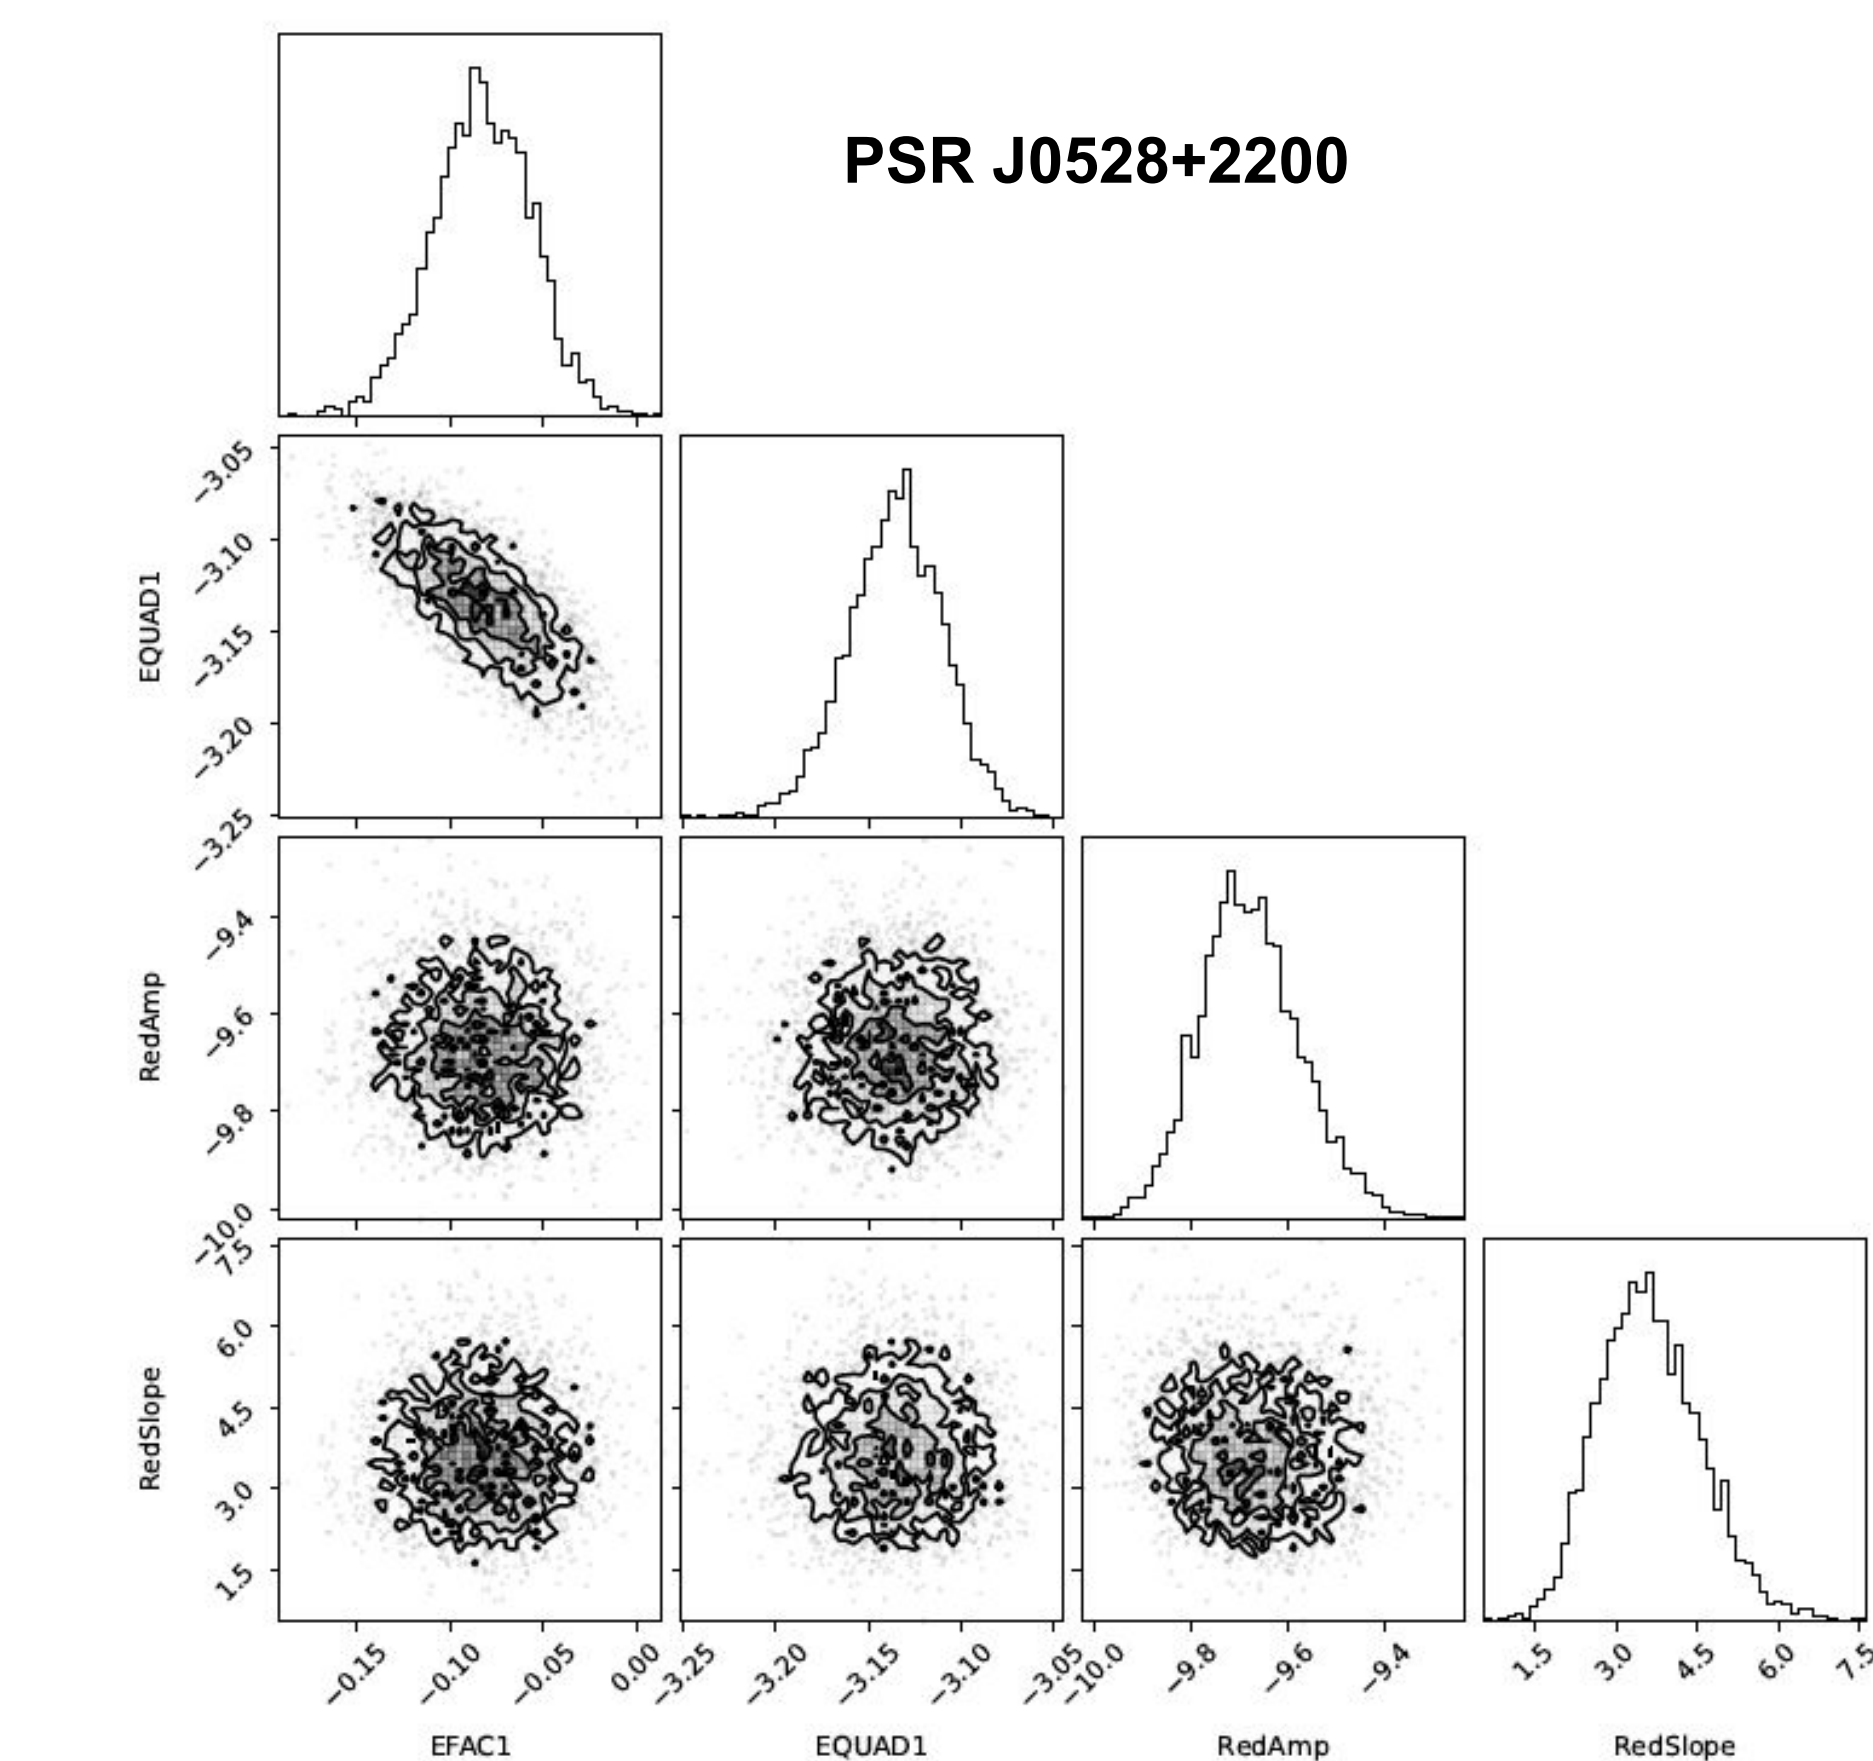 PSR J0528+2200
−3.05
−3.10
EQUAD1
−3.15
−3.20
−3.25
−9.4
RedAmp
−9.6
−9.8
−10.0
7.5
6.0
RedSlope
4.5
3.0
1.5
−0.15 −0.10 −0.05 0.00 −3.25 −3.20 −3.15 −3.10 −3.05 −10.0 −9.8 −9.6 −9.4 1.5 3.0 4.5 6.0 7.5
EFAC1 EQUAD1 RedAmp RedSlope